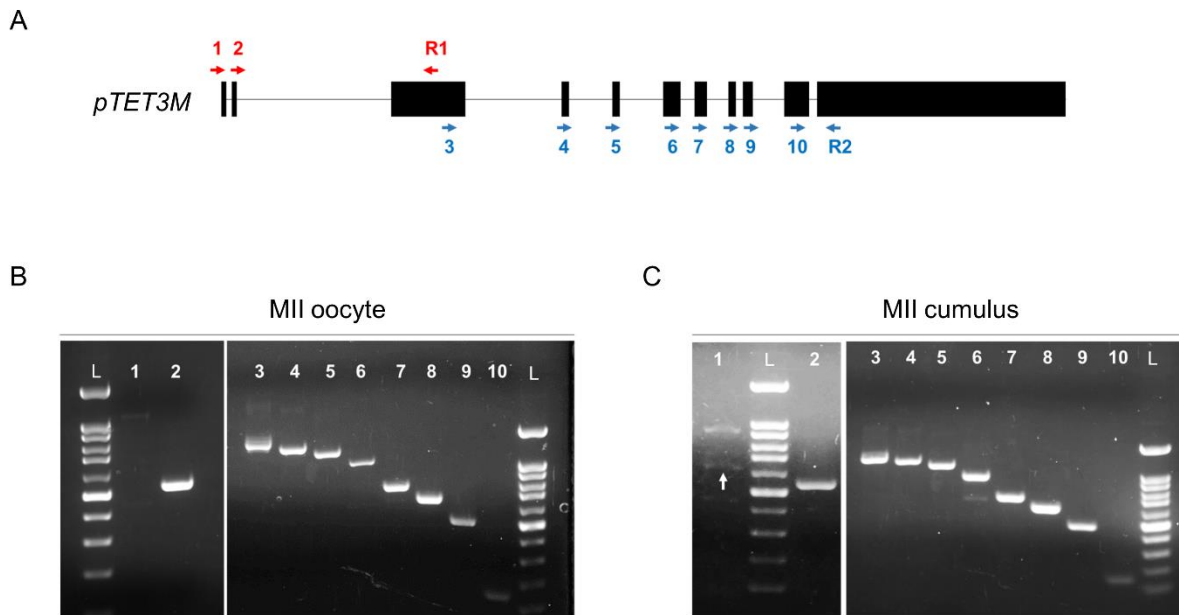 A
1 2 R1
pTET3M
3 4 5 6 7 8 9 10 R2
B
MII oocyte
L 1 2 3 4 5 6 7 8 9 10 L
C
MII cumulus
1 L 2 3 4 5 6 7 8 9 10 L